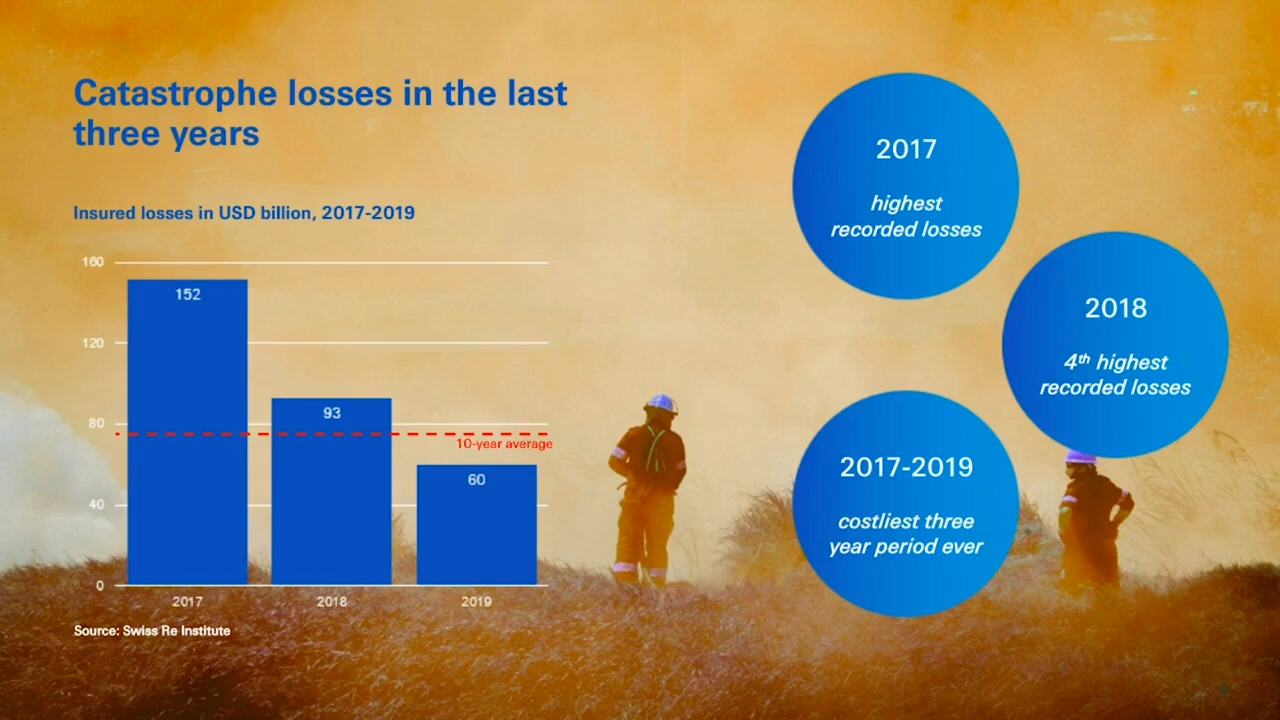 Catastrophe losses in the last
three years
Insured losses in USD billion, 2017-2019
160
152
120
93
80
10-year average
60
40
0
2017
2018
2019
Source: Swiss Re Institute
2017
highest
recorded losses
2018
4th highest
recorded losses
2017-2019
costliest three
year period ever